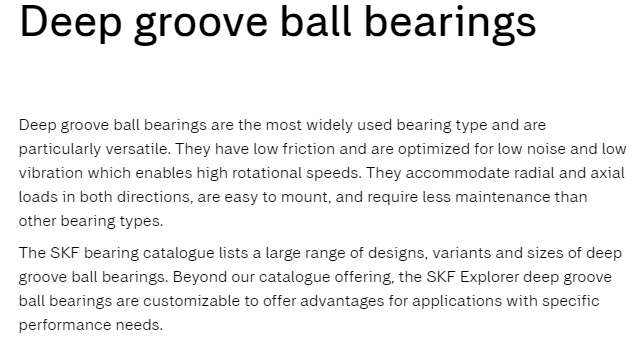 Deep groove ball bearings
Deep groove ball bearings are the most widely used bearing type and are
particularly versatile. They have low friction and are optimized for low noise and low
vibration which enables high rotational speeds. They accommodate radial and axial
loads in both directions, are easy to mount, and require less maintenance than
other bearing types.
The SKF bearing catalogue lists a large range of designs, variants and sizes of deep
groove ball bearings. Beyond our catalogue offering, the SKF Explorer deep groove
ball bearings are customizable to offer advantages for applications with specific
performance needs.